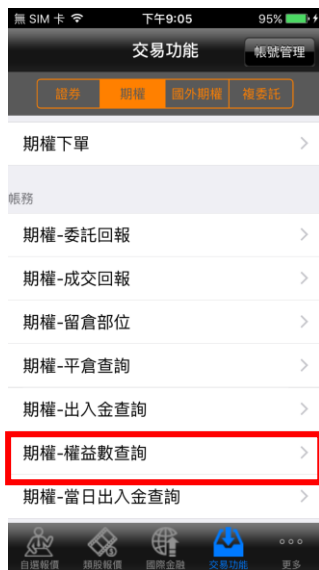 無 SIM 卡 下午9:05 95%
交易功能 帳號管理
證券 期權 國外期權 複委託
期權下單
帳務
期權-委託回報
期權-成交回報
期權-留倉部位
期權-平倉查詢
期權-出入金查詢
期權-權益數查詢
期權-當日出入金查詢
自選報價 類股報價 國際金融 交易功能 更多